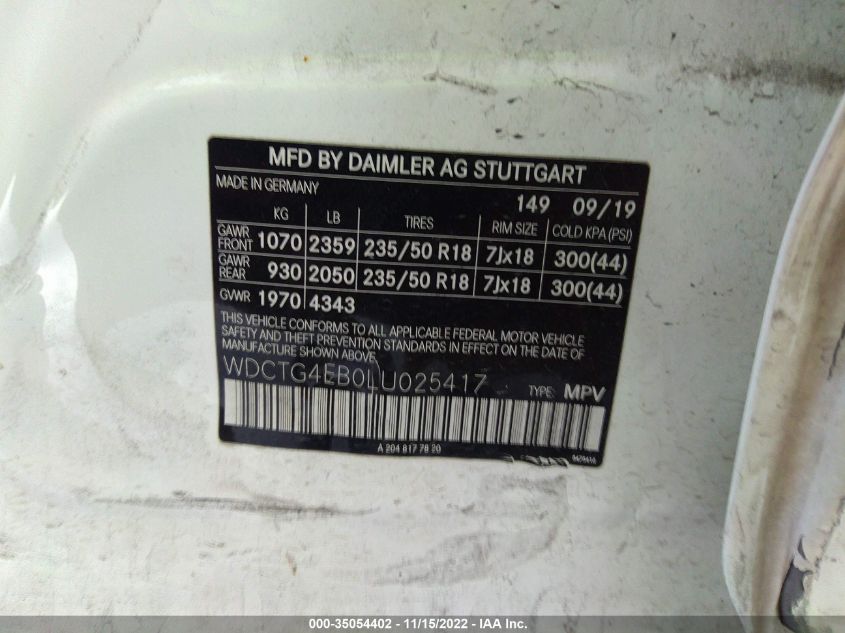 MFD BY DAIMLER AG STUTTGART
MADE IN GERMANY 149 09/19
KG LB TIRES RIM SIZE COLD KPA (PSI)
GAWR FRONT 1070 2359 235/50 R18 7Jx18 300(44)
GAWR REAR 930 2050 235/50 R18 7Jx18 300(44)
GVWR 1970 4343
THIS VEHICLE CONFORMS TO ALL APPLICABLE FEDERAL MOTOR VEHICLE
SAFETY AND THEFT PREVENTION STANDARDS IN EFFECT ON THE DATE OF
MANUFACTURE SHOWN ABOVE.
WDCTG4EB0LU025417 TYPE: MPV
A 204 817 78 20
000-35054402 - 11/15/2022 - IAA Inc.